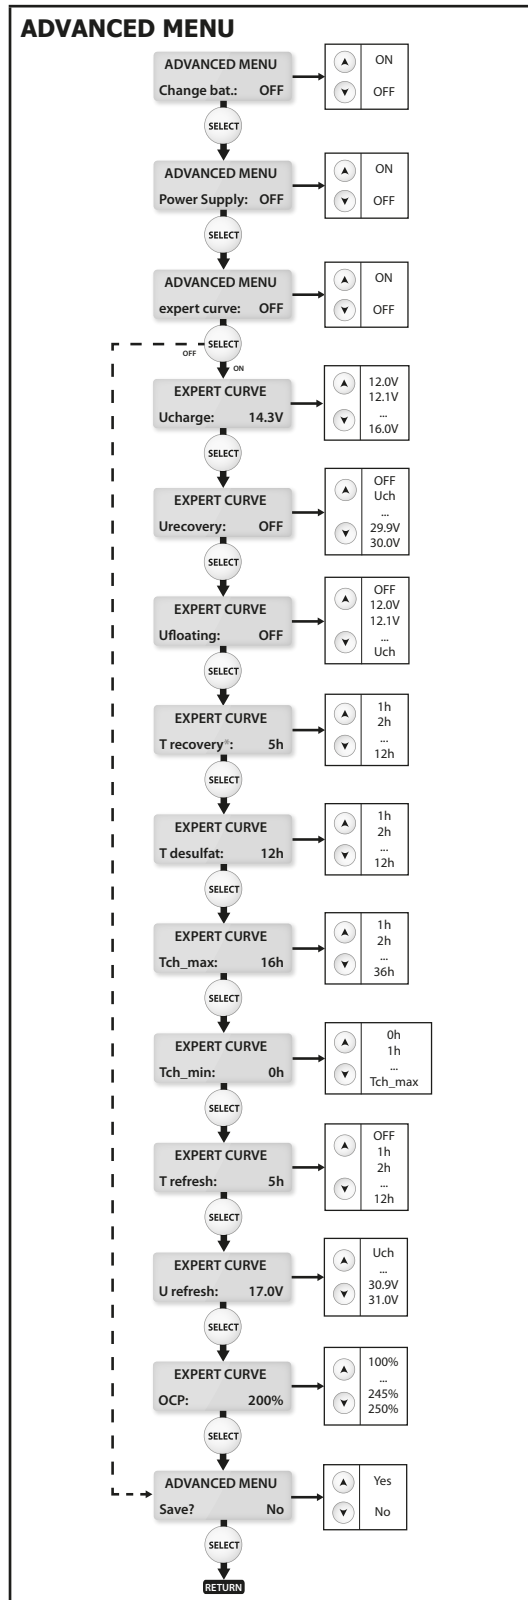 ADVANCED MENU
ADVANCED MENU
Change bat.: OFF
ON
OFF
SELECT
ADVANCED MENU
Power Supply: OFF
ON
OFF
SELECT
ADVANCED MENU
expert curve: OFF
ON
OFF
SELECT
OFF
ON
EXPERT CURVE
Ucharge: 14.3V
12.0V
12.1V
...
16.0V
SELECT
EXPERT CURVE
Urecovery: OFF
OFF
Uch
...
29.9V
30.0V
SELECT
EXPERT CURVE
Ufloating: OFF
OFF
12.0V
12.1V
...
Uch
SELECT
EXPERT CURVE
T recovery*: 5h
1h
2h
...
12h
SELECT
EXPERT CURVE
T desulfat: 12h
1h
2h
...
12h
SELECT
EXPERT CURVE
Tch_max: 16h
1h
2h
...
36h
SELECT
EXPERT CURVE
Tch_min: 0h
0h
1h
...
Tch_max
SELECT
EXPERT CURVE
T refresh: 5h
OFF
1h
2h
...
12h
SELECT
EXPERT CURVE
U refresh: 17.0V
Uch
...
30.9V
31.0V
SELECT
EXPERT CURVE
OCP: 200%
100%
...
245%
250%
SELECT
ADVANCED MENU
Save? No
Yes
No
SELECT
RETURN